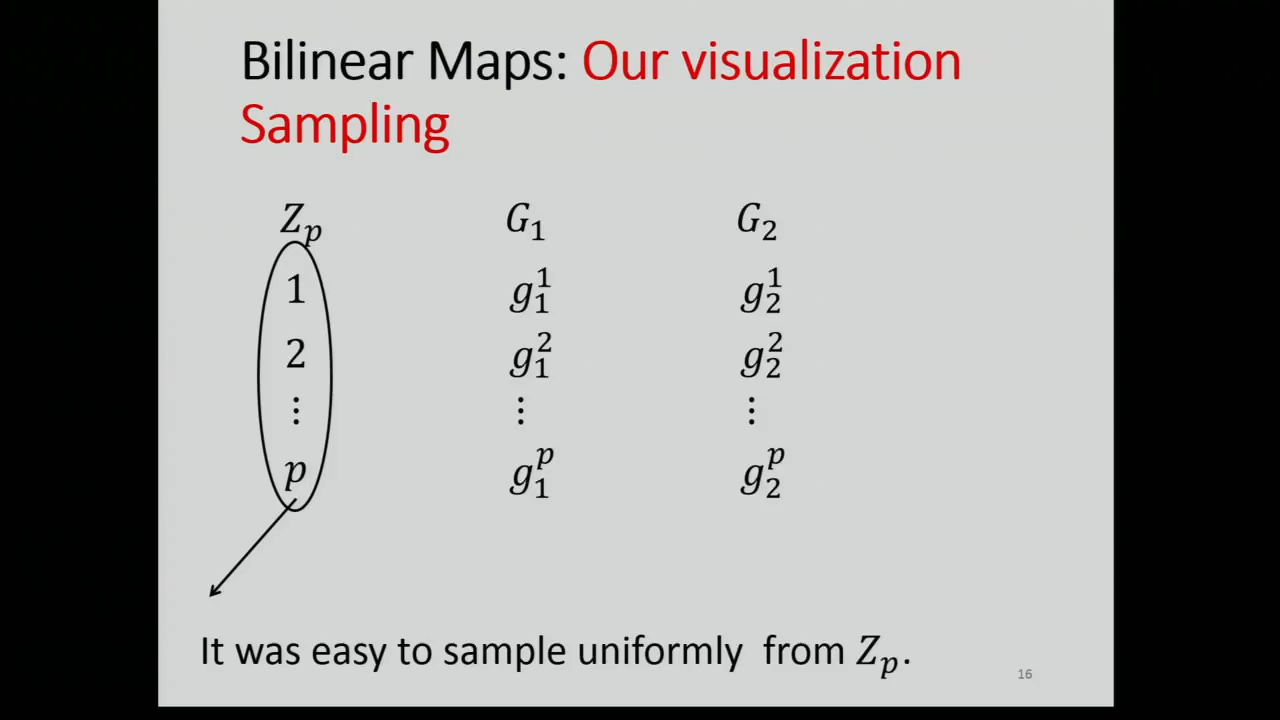 Bilinear Maps: Our visualization
Sampling
Z_p G_1 G_2
1 g_1^1 g_2^1
2 g_1^2 g_2^2
⋮ ⋮ ⋮
p g_1^p g_2^p
It was easy to sample uniformly from Z_p.
16